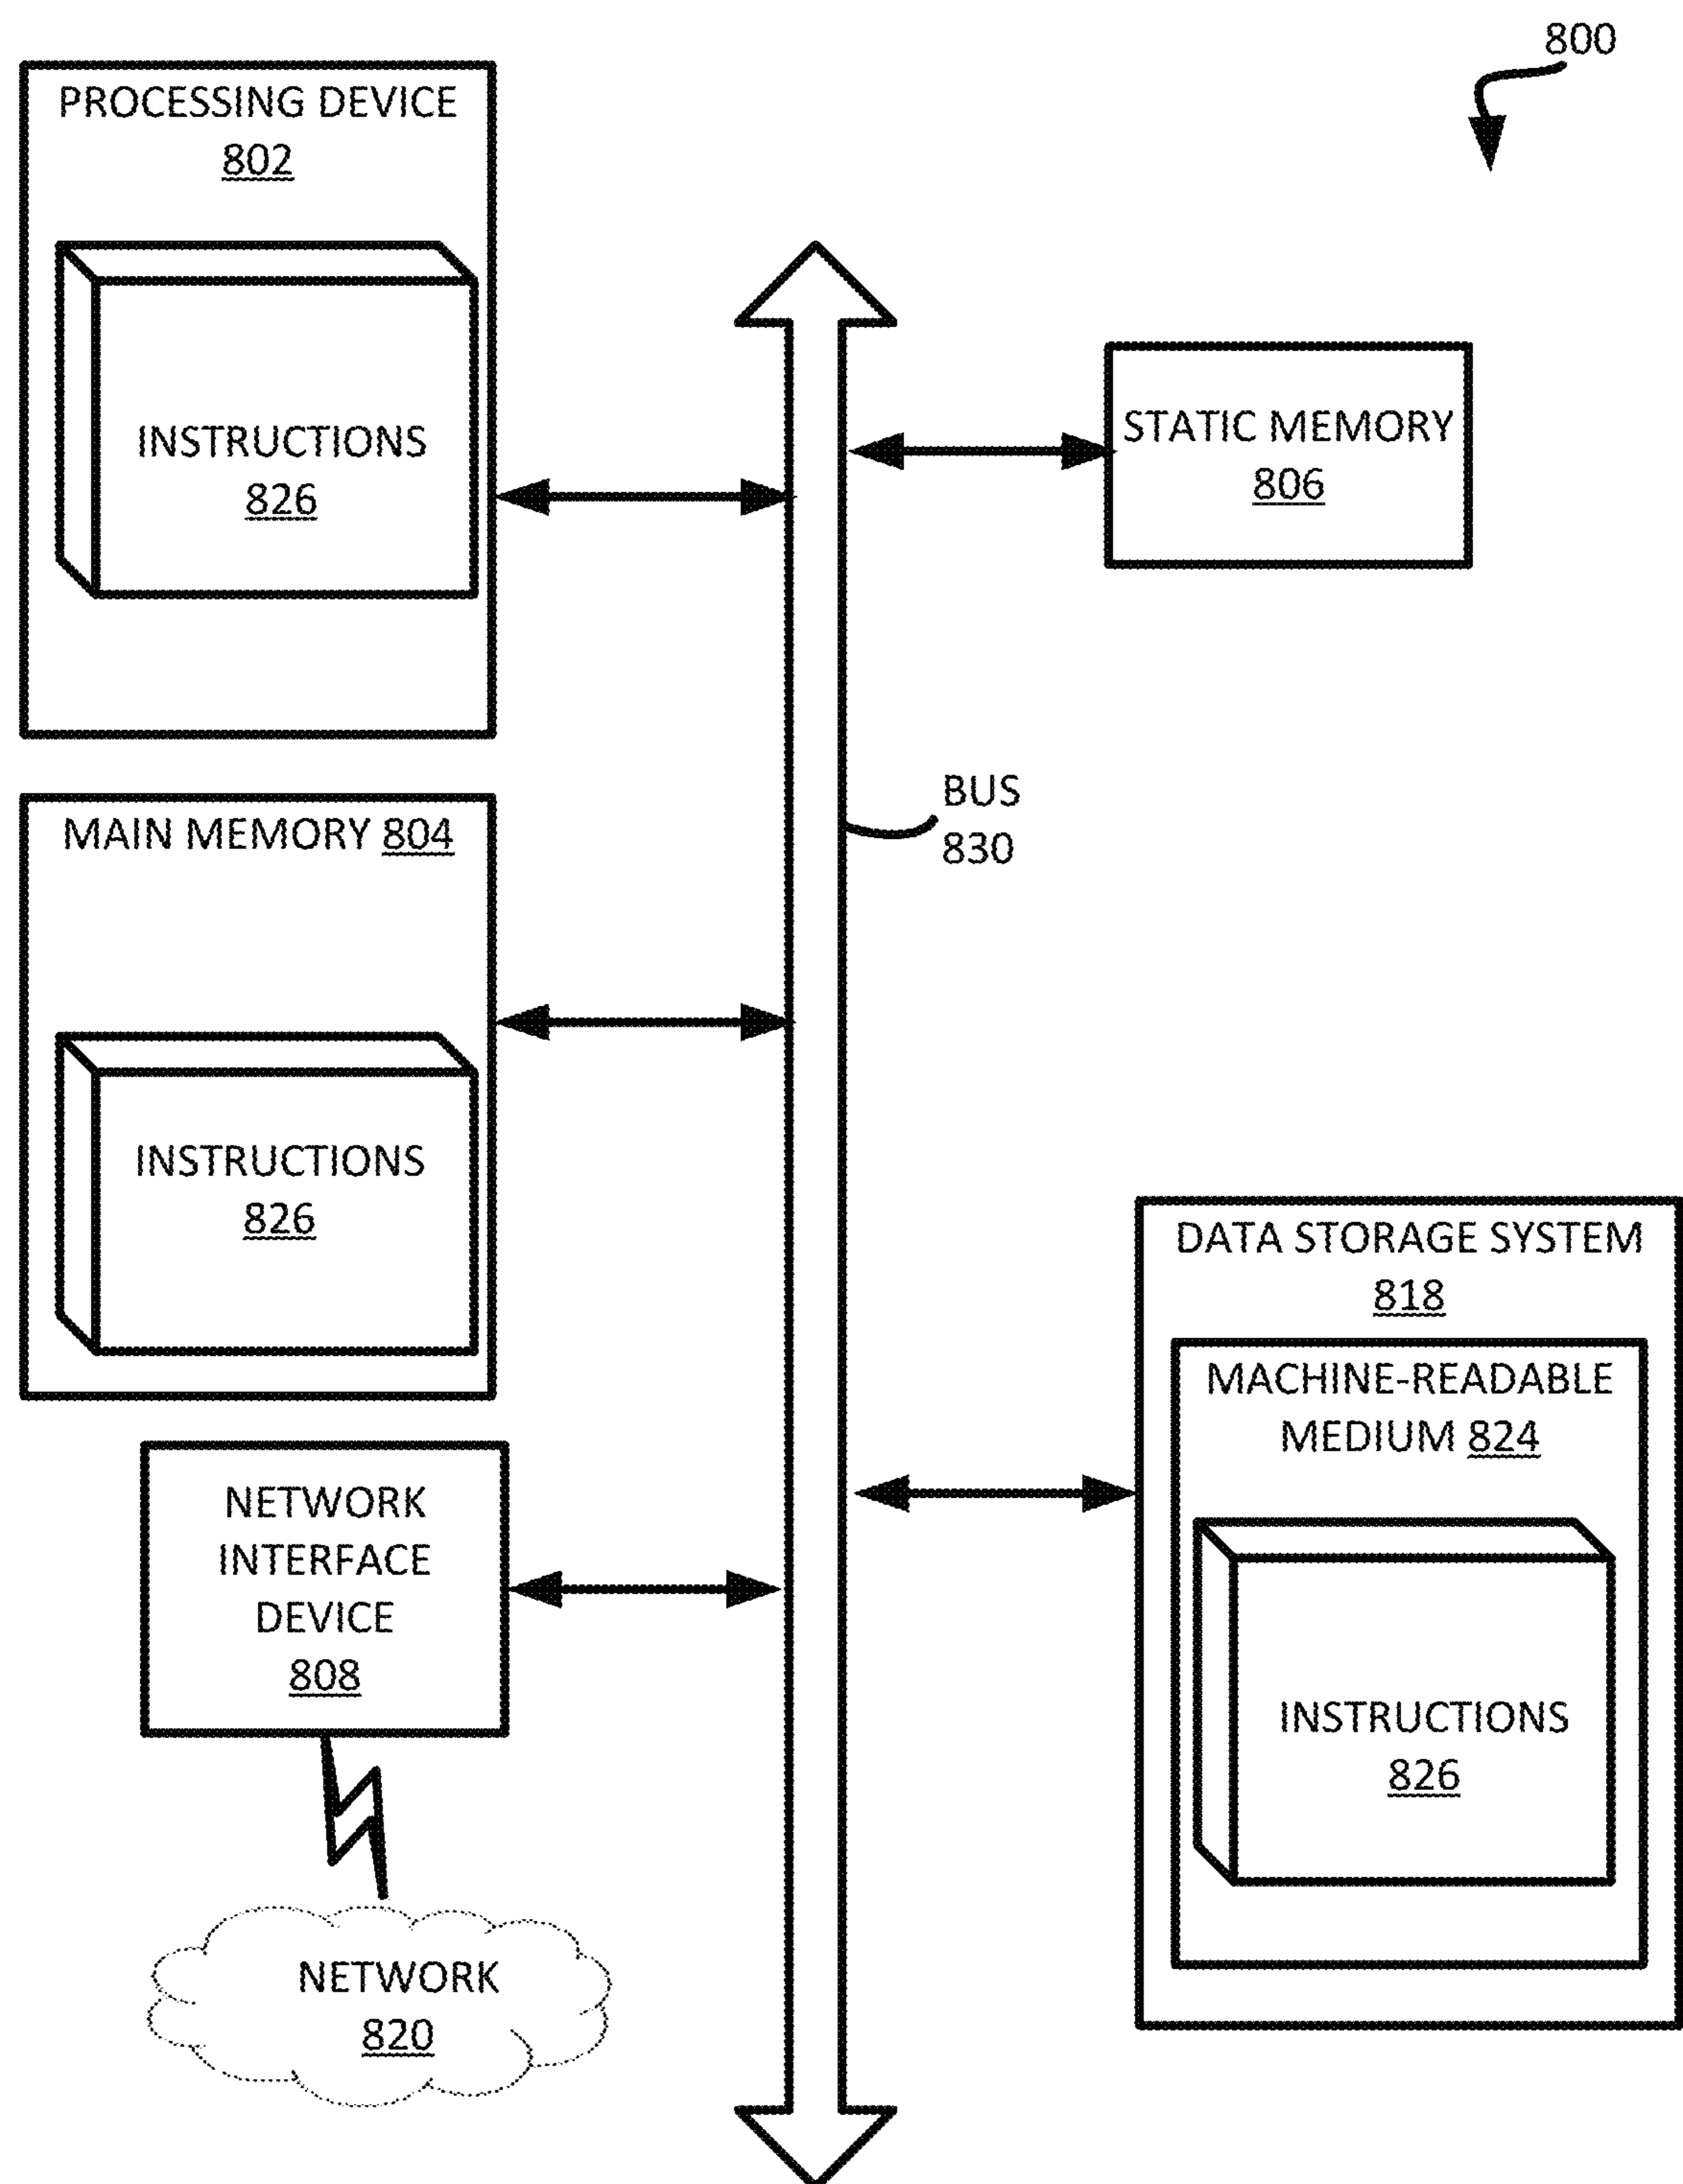 800
PROCESSING DEVICE
802
INSTRUCTIONS
826
STATIC MEMORY
806
BUS
830
MAIN MEMORY 804
INSTRUCTIONS
826
DATA STORAGE SYSTEM
818
MACHINE-READABLE
MEDIUM 824
INSTRUCTIONS
826
NETWORK
INTERFACE
DEVICE
808
NETWORK
820